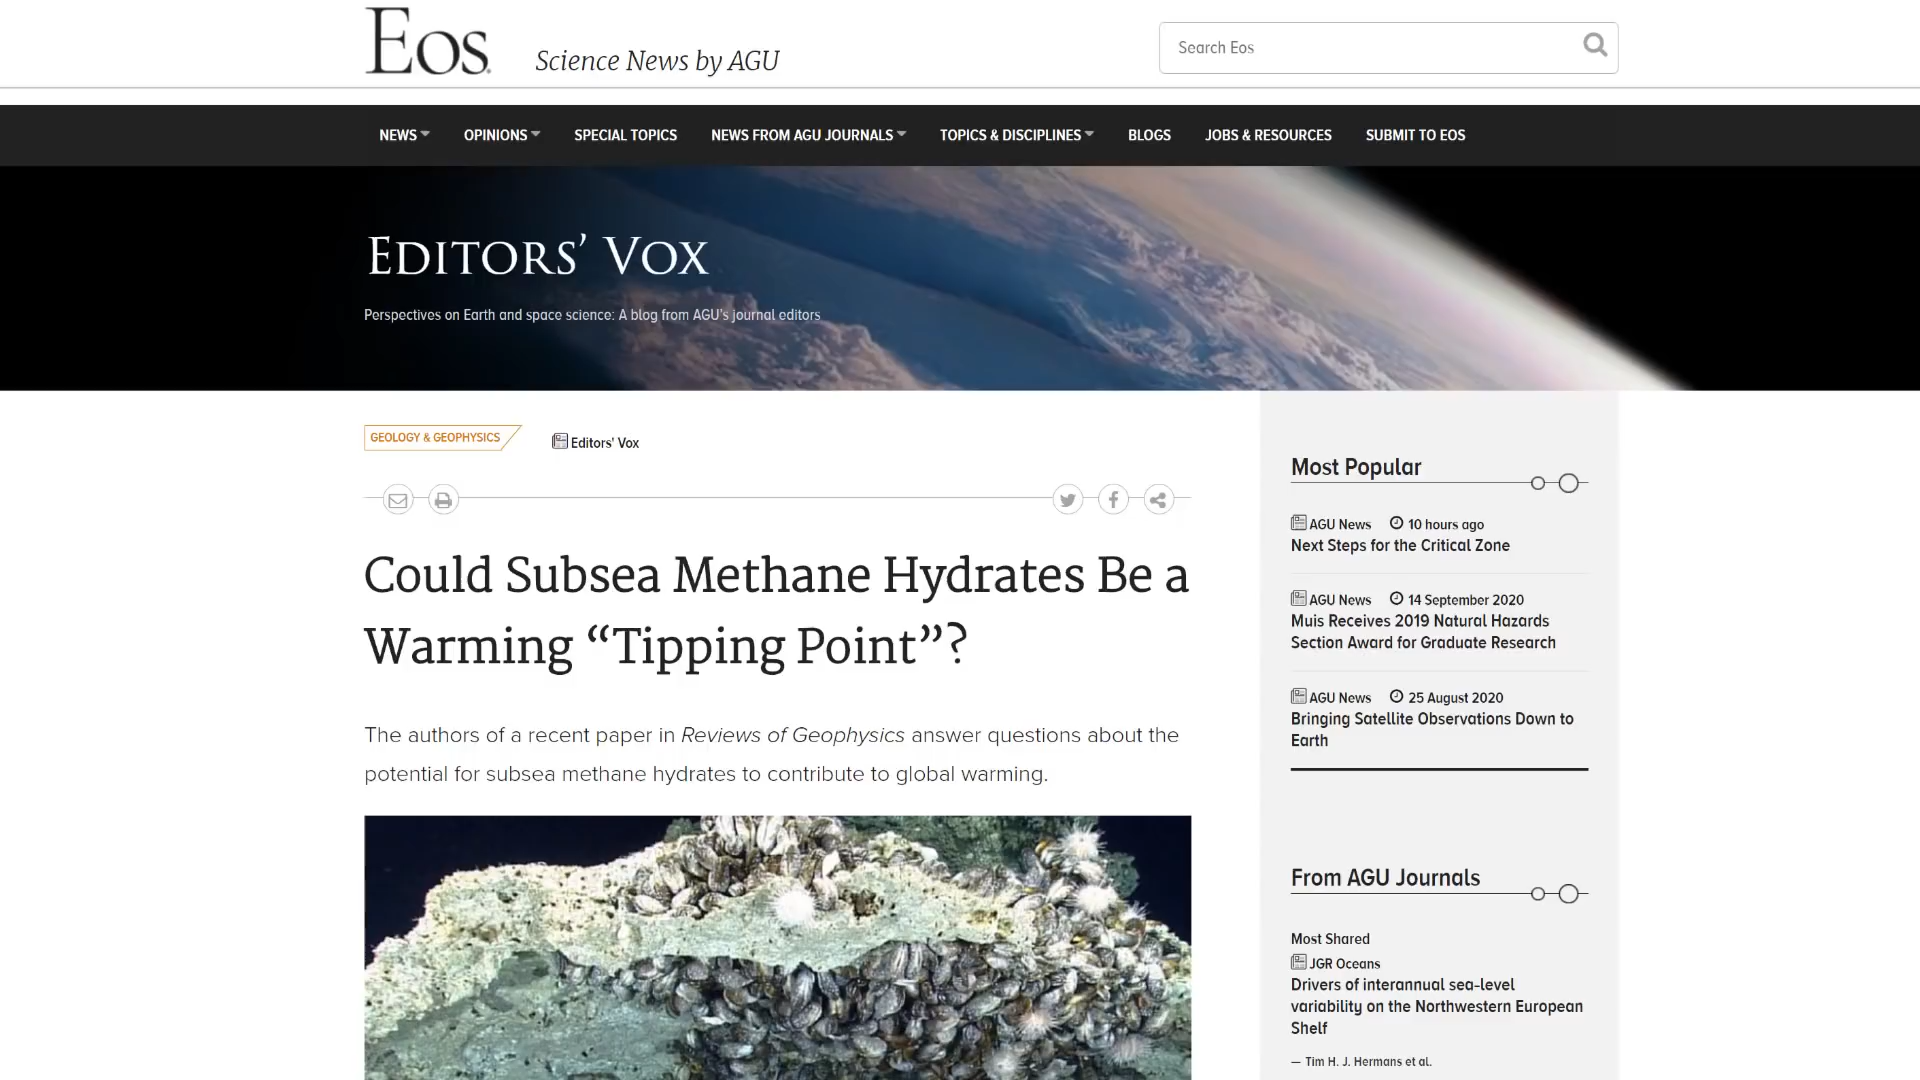 Eos
Science News by AGU
Search Eos
NEWS
OPINIONS
SPECIAL TOPICS
NEWS FROM AGU JOURNALS
TOPICS & DISCIPLINES
BLOGS
JOBS & RESOURCES
SUBMIT TO EOS
EDITORS’ VOX
Perspectives on Earth and space science: A blog from AGU's journal editors
GEOLOGY & GEOPHYSICS
Editors' Vox
Could Subsea Methane Hydrates Be a
Warming “Tipping Point”?
The authors of a recent paper in Reviews of Geophysics answer questions about the
potential for subsea methane hydrates to contribute to global warming.
Most Popular
AGU News 10 hours ago
Next Steps for the Critical Zone
AGU News 14 September 2020
Muis Receives 2019 Natural Hazards
Section Award for Graduate Research
AGU News 25 August 2020
Bringing Satellite Observations Down to
Earth
From AGU Journals
Most Shared
JGR Oceans
Drivers of interannual sea-level
variability on the Northwestern European
Shelf
— Tim H. J. Hermans et al.